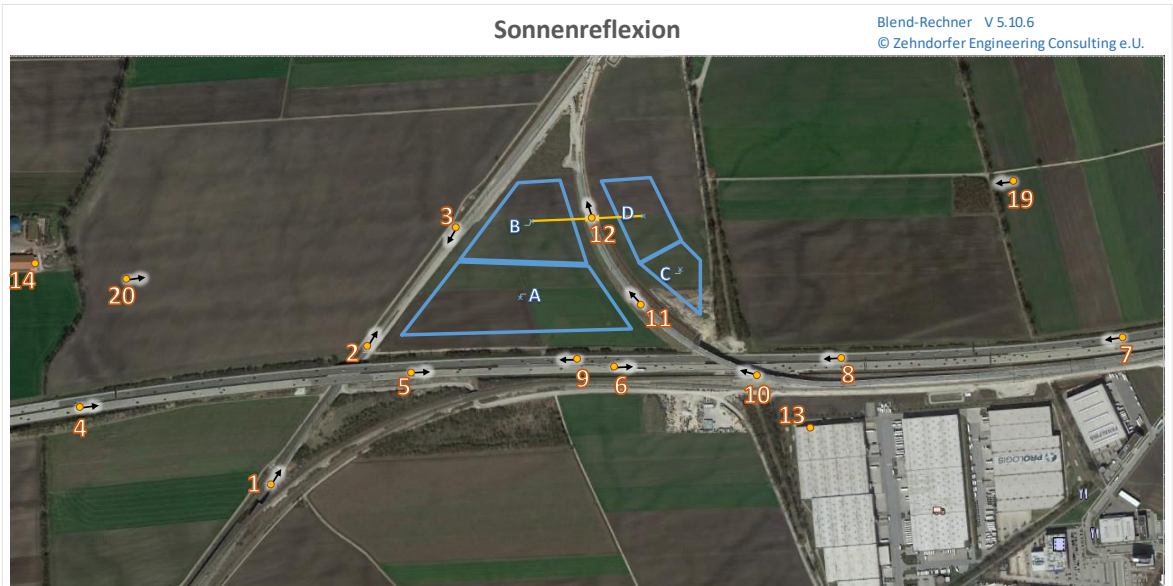 Sonnenreflexion
Blend-Rechner V 5.10.6
© Zehndorfer Engineering Consulting e.U.
19
3
B
D
12
14
C
20
A
11
2
7
9
8
5
6
10
4
13
PROLOGIS
1